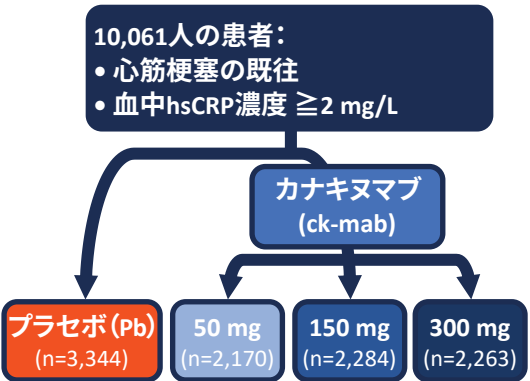 10,061人の患者：
• 心筋梗塞の既往
• 血中hsCRP濃度 ≧2 mg/L
カナキヌマブ
(ck-mab)
プラセボ（Pb）
(n=3,344)
50 mg
(n=2,170)
150 mg
(n=2,284)
300 mg
(n=2,263)